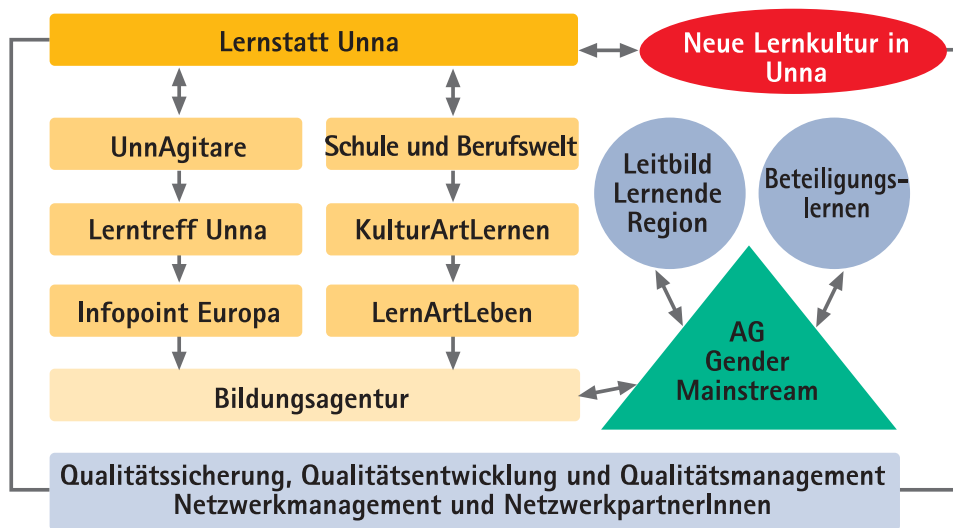 Lernstatt Unna
Neue Lernkultur in
Unna
UnnAgitare
Schule und Berufswelt
Leitbild
Lernende
Region
Beteiligungs-
lernen
Lerntreff Unna
KulturArtLernen
Infopoint Europa
LernArtLeben
AG
Gender
Mainstream
Bildungsagentur
Qualitätssicherung, Qualitätsentwicklung und Qualitätsmanagement
Netzwerkmanagement und NetzwerkpartnerInnen